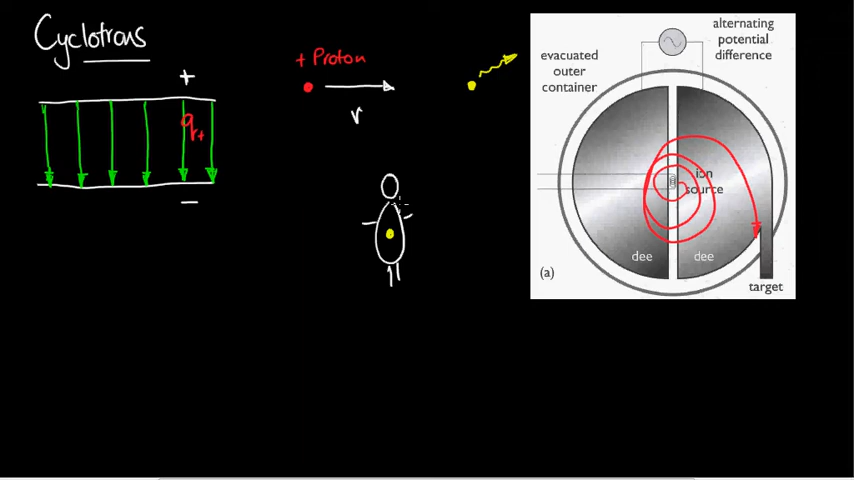 Cyclotrons
+
q+
−
+ Proton
r
evacuated
outer
container
alternating
potential
difference
ion
source
dee
dee
(a)
target